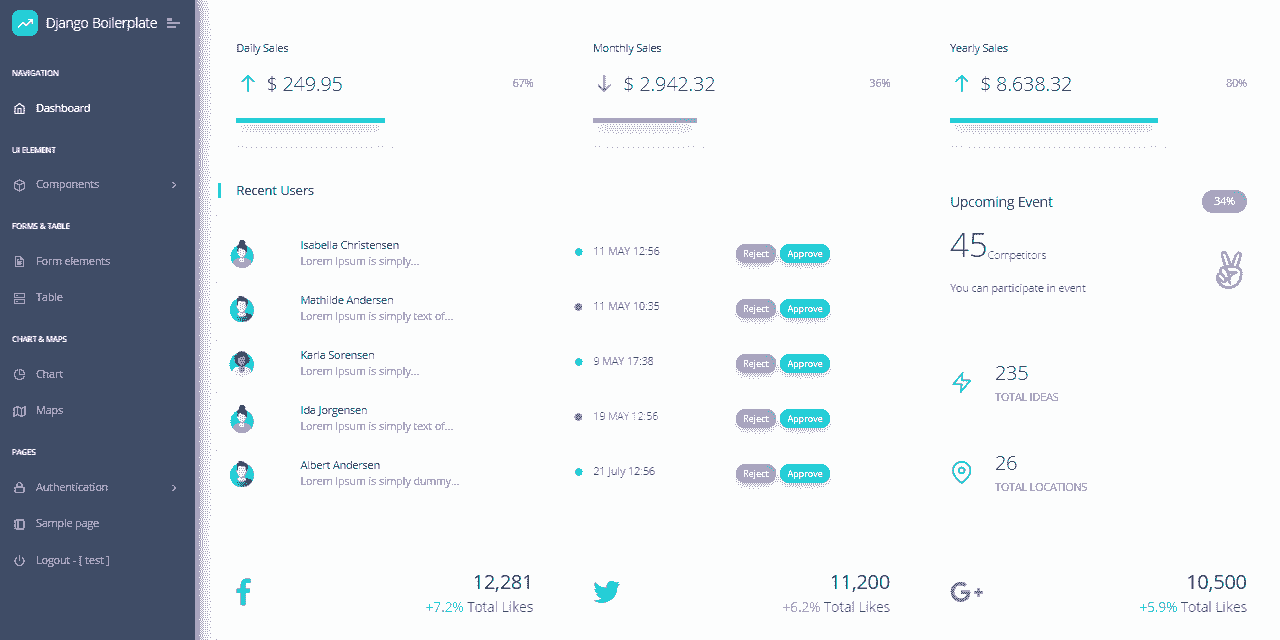 Django Boilerplate
NAVIGATION
Dashboard
UI ELEMENT
Components
FORMS & TABLE
Form elements
Table
CHART & MAPS
Chart
Maps
PAGES
Authentication
Sample page
Logout - [ test ]
Daily Sales
$ 249.95 67%
Monthly Sales
$ 2.942.32 36%
Yearly Sales
$ 8.638.32 80%
Recent Users
Isabella Christensen
Lorem Ipsum is simply...
11 MAY 12:56
Reject Approve
Mathilde Andersen
Lorem Ipsum is simply text of...
11 MAY 10:35
Reject Approve
Karla Sorensen
Lorem Ipsum is simply...
9 MAY 17:38
Reject Approve
Ida Jorgensen
Lorem Ipsum is simply text of...
19 MAY 12:56
Reject Approve
Albert Andersen
Lorem Ipsum is simply dummy...
21 July 12:56
Reject Approve
Upcoming Event 34%
45 Competitors
You can participate in event
235
TOTAL IDEAS
26
TOTAL LOCATIONS
12,281
+7.2% Total Likes
11,200
+6.2% Total Likes
G+ 10,500
+5.9% Total Likes